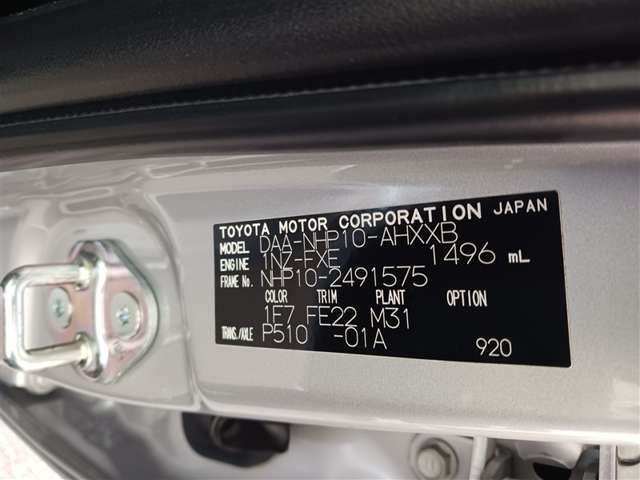 TOYOTA MOTOR CORPORATION JAPAN
MODEL DAA-NHP10-AHXXB
ENGINE 1NZ-FXE 1496 mL
FRAME No. NHP10-2491575
COLOR TRIM PLANT OPTION
1F7 FE22 M31
TRANS./AXLE P510 -01A
920